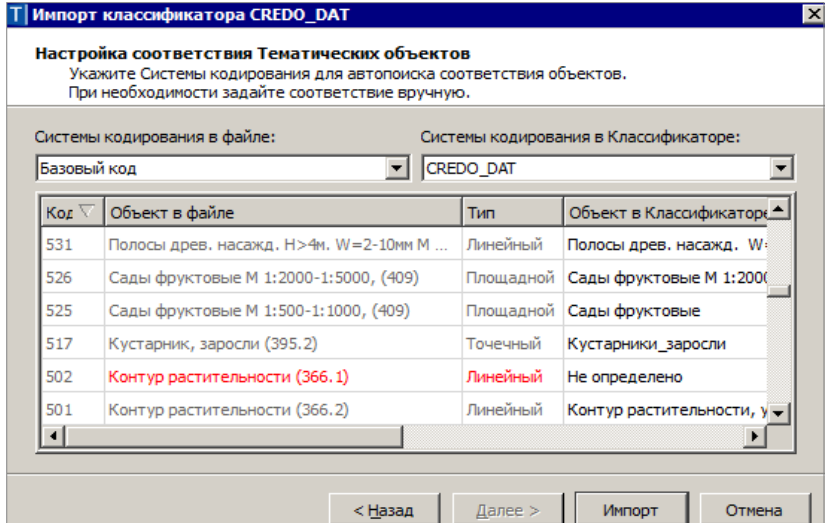 T Импорт классификатора CREDO_DAT
Настройка соответствия Тематических объектов
Укажите Системы кодирования для автопоиска соответствия объектов.
При необходимости задайте соответствие вручную.
Системы кодирования в файле: Системы кодирования в Классификаторе:
Базовый код CREDO_DAT
Код Объект в файле Тип Объект в Классификаторе
531 Полосы древ. насажд. H>4м. W=2-10мм М ... Линейный Полосы древ. насажд. W=
526 Сады фруктовые М 1:2000-1:5000, (409) Площадной Сады фруктовые М 1:2000
525 Сады фруктовые М 1:500-1:1000, (409) Площадной Сады фруктовые
517 Кустарник, заросли (395.2) Точечный Кустарники_заросли
502 Контур растительности (366.1) Линейный Не определено
501 Контур растительности (366.2) Линейный Контур растительности, у
< Назад Далее > Импорт Отмена